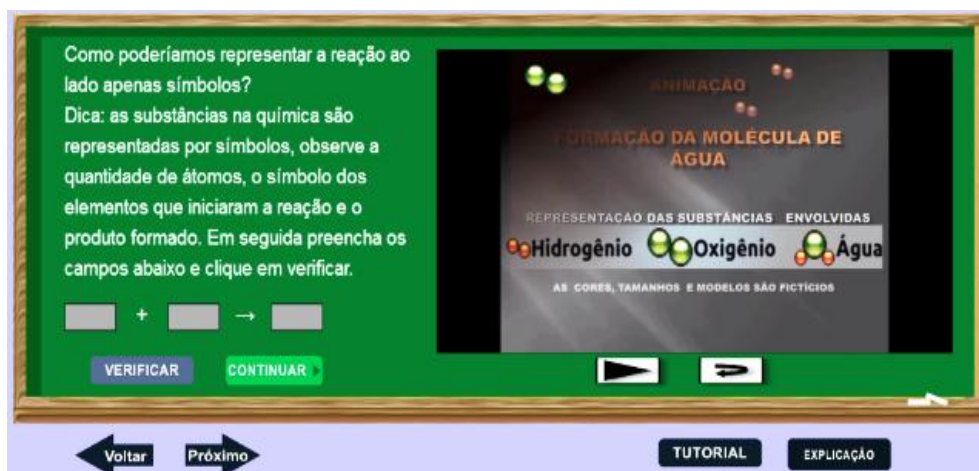 Como poderíamos representar a reação ao
lado apenas símbolos?
Dica: as substâncias na química são
representadas por símbolos, observe a
quantidade de átomos, o símbolo dos
elementos que iniciaram a reação e o
produto formado. Em seguida preencha os
campos abaixo e clique em verificar.
+ →
VERIFICAR
CONTINUAR
ANIMAÇÃO
FORMAÇÃO DA MOLÉCULA DE
ÁGUA
REPRESENTAÇAO DAS SUBSTÂNCIAS ENVOLVIDAS
Hidrogênio Oxigênio Água
AS CORES, TAMANHOS E MODELOS SÃO FICTÍCIOS
Voltar
Próximo
TUTORIAL
EXPLICAÇÃO